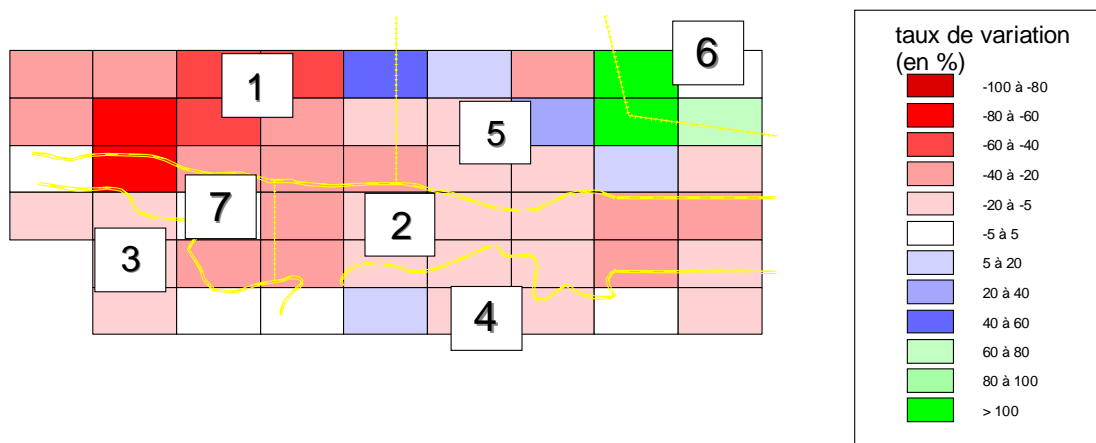 6
1
5
7
2
3
4
taux de variation
(en %)
-100 à -80
-80 à -60
-60 à -40
-40 à -20
-20 à -5
-5 à 5
5 à 20
20 à 40
40 à 60
60 à 80
80 à 100
> 100